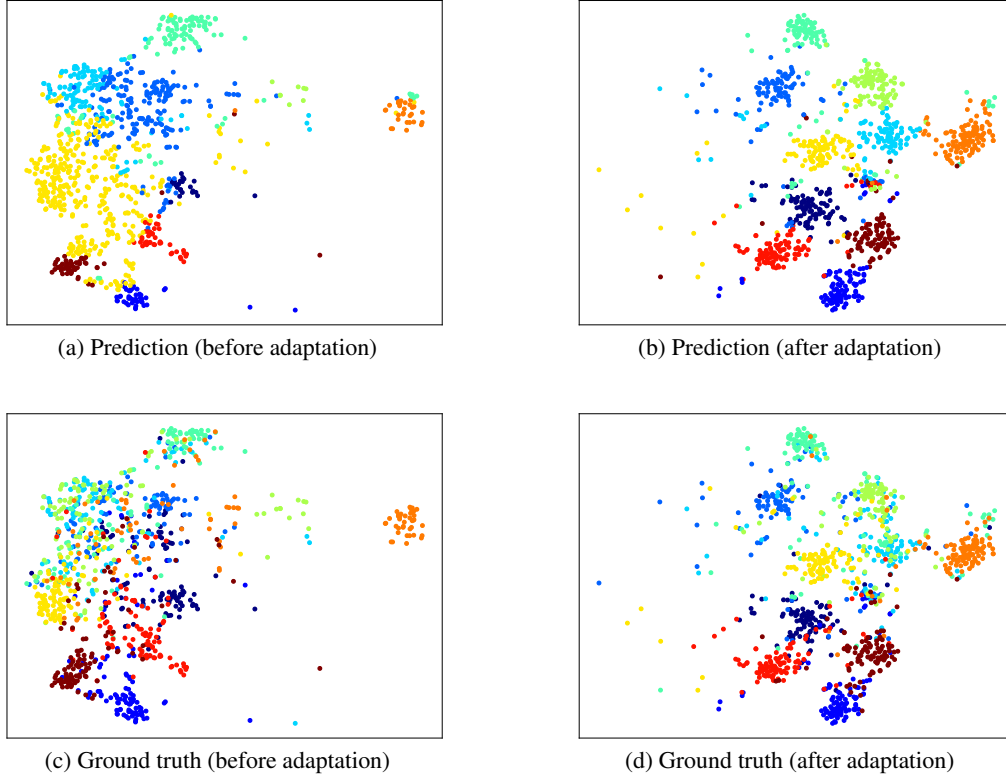 (a) Prediction (before adaptation)
(b) Prediction (after adaptation)
(c) Ground truth (before adaptation)
(d) Ground truth (after adaptation)